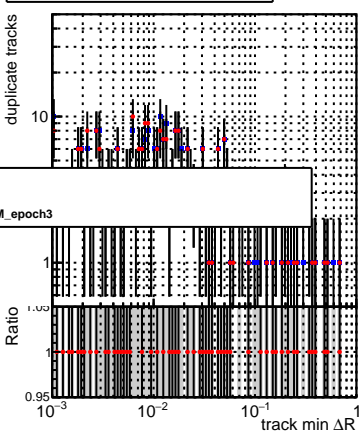 duplicate tracks
10
M_epoch3
1
1.05
Ratio
1
0.95
10⁻³ 10⁻² 10⁻¹ 1
track min ΔR